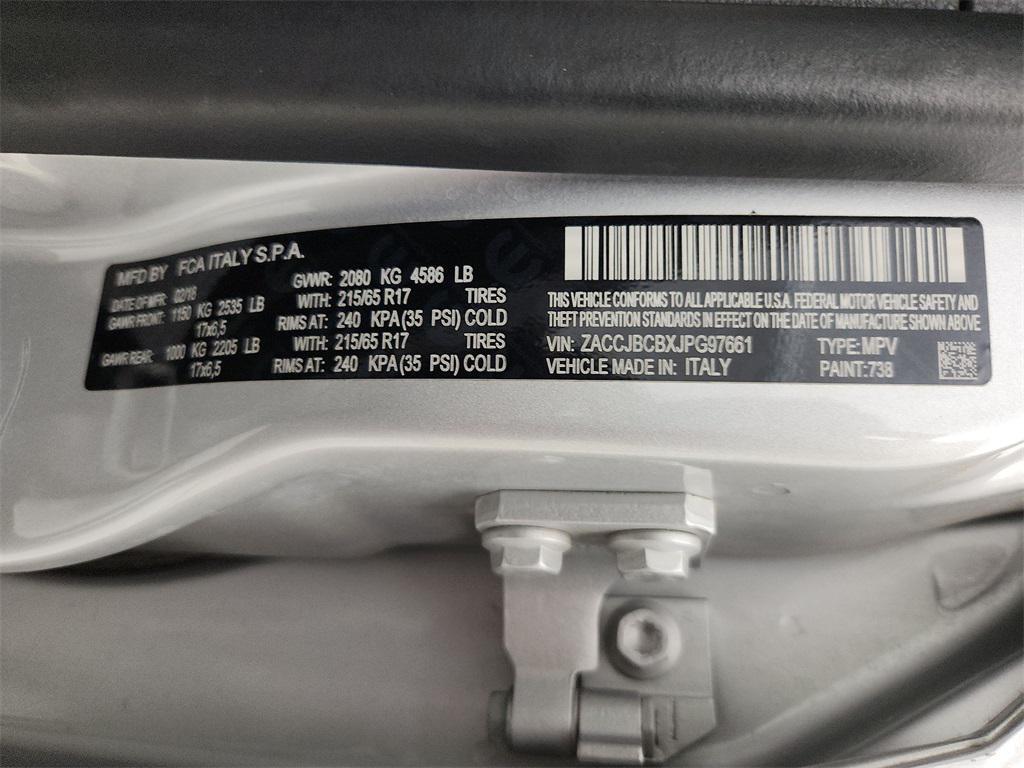 MFD BY FCA ITALY S.P.A.
DATE OF MFR: 02/18 GVWR: 2080 KG 4586 LB
GAWR FRONT: 1150 KG 2535 LB WITH: 215/65 R17 TIRES
17x6,5 RIMS AT: 240 KPA(35 PSI) COLD
GAWR REAR: 1000 KG 2205 LB WITH: 215/65 R17 TIRES
17x6,5 RIMS AT: 240 KPA(35 PSI) COLD
THIS VEHICLE CONFORMS TO ALL APPLICABLE U.S.A. FEDERAL MOTOR VEHICLE SAFETY AND
THEFT PREVENTION STANDARDS IN EFFECT ON THE DATE OF MANUFACTURE SHOWN ABOVE
VIN: ZACCJBCBXJPG97661 TYPE: MPV
VEHICLE MADE IN: ITALY PAINT:738